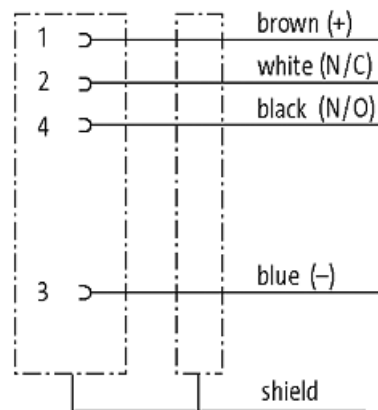 1 brown (+)
2 white (N/C)
4 black (N/O)
3 blue (–)
shield